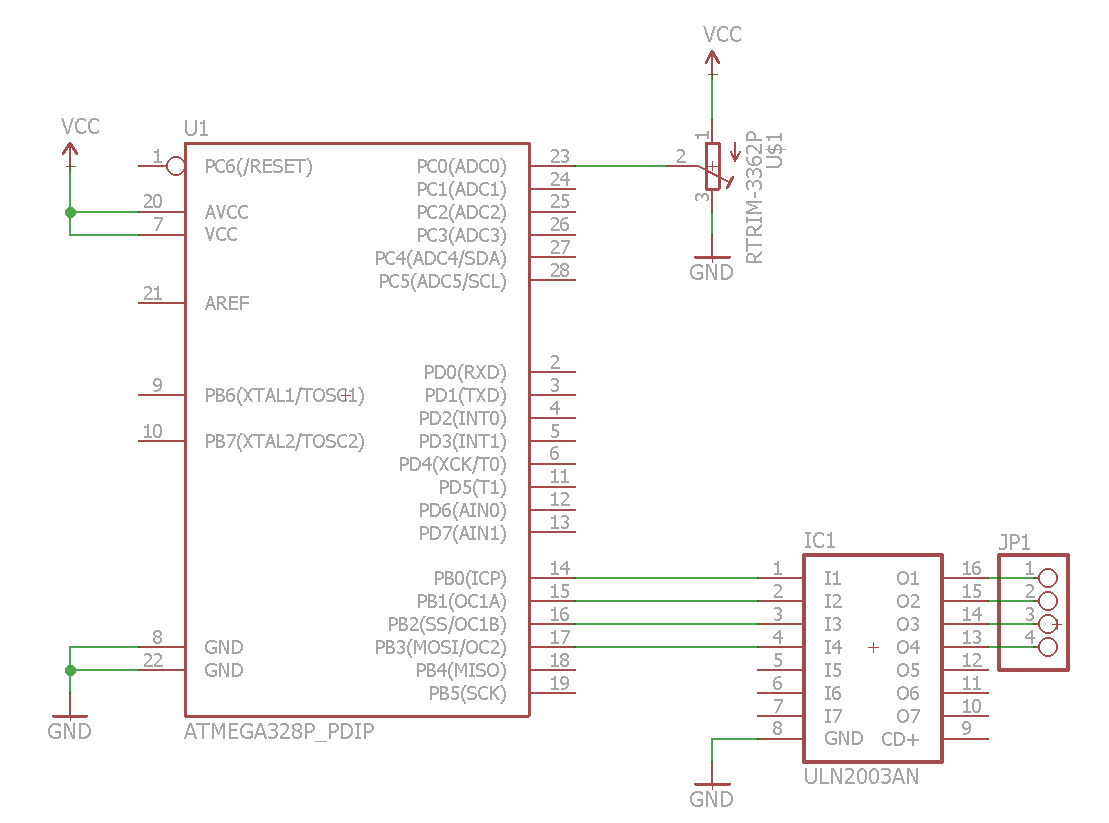 VCC
U1
1 PC6(/RESET)
20 AVCC
7 VCC
21 AREF
9 PB6(XTAL1/TOSC1)
10 PB7(XTAL2/TOSC2)
8 GND
22 GND
GND
PC0(ADC0) 23
PC1(ADC1) 24
PC2(ADC2) 25
PC3(ADC3) 26
PC4(ADC4/SDA) 27
PC5(ADC5/SCL) 28
PD0(RXD) 2
PD1(TXD) 3
PD2(INT0) 4
PD3(INT1) 5
PD4(XCK/T0) 6
PD5(T1) 11
PD6(AIN0) 12
PD7(AIN1) 13
PB0(ICP) 14
PB1(OC1A) 15
PB2(SS/OC1B) 16
PB3(MOSI/OC2) 17
PB4(MISO) 18
PB5(SCK) 19
ATMEGA328P_PDIP
VCC
1
2
3
RTRIM-3362P
U$1
GND
IC1
1 I1 O1 16
2 I2 O2 15
3 I3 O3 14
4 I4 O4 13
5 I5 O5 12
6 I6 O6 11
7 I7 O7 10
8 GND CD+ 9
ULN2003AN
GND
JP1
1
2
3
4